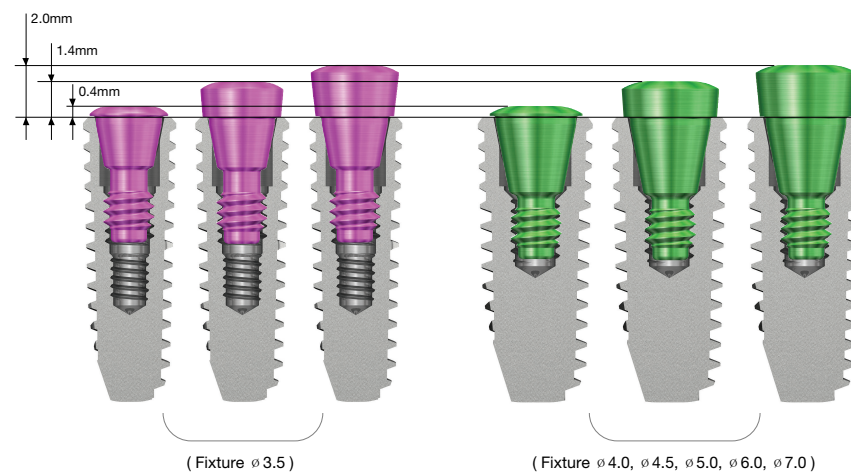 2.0mm
1.4mm
0.4mm
( Fixture ø 3.5 )
( Fixture ø 4.0, ø 4.5, ø 5.0, ø 6.0, ø 7.0 )